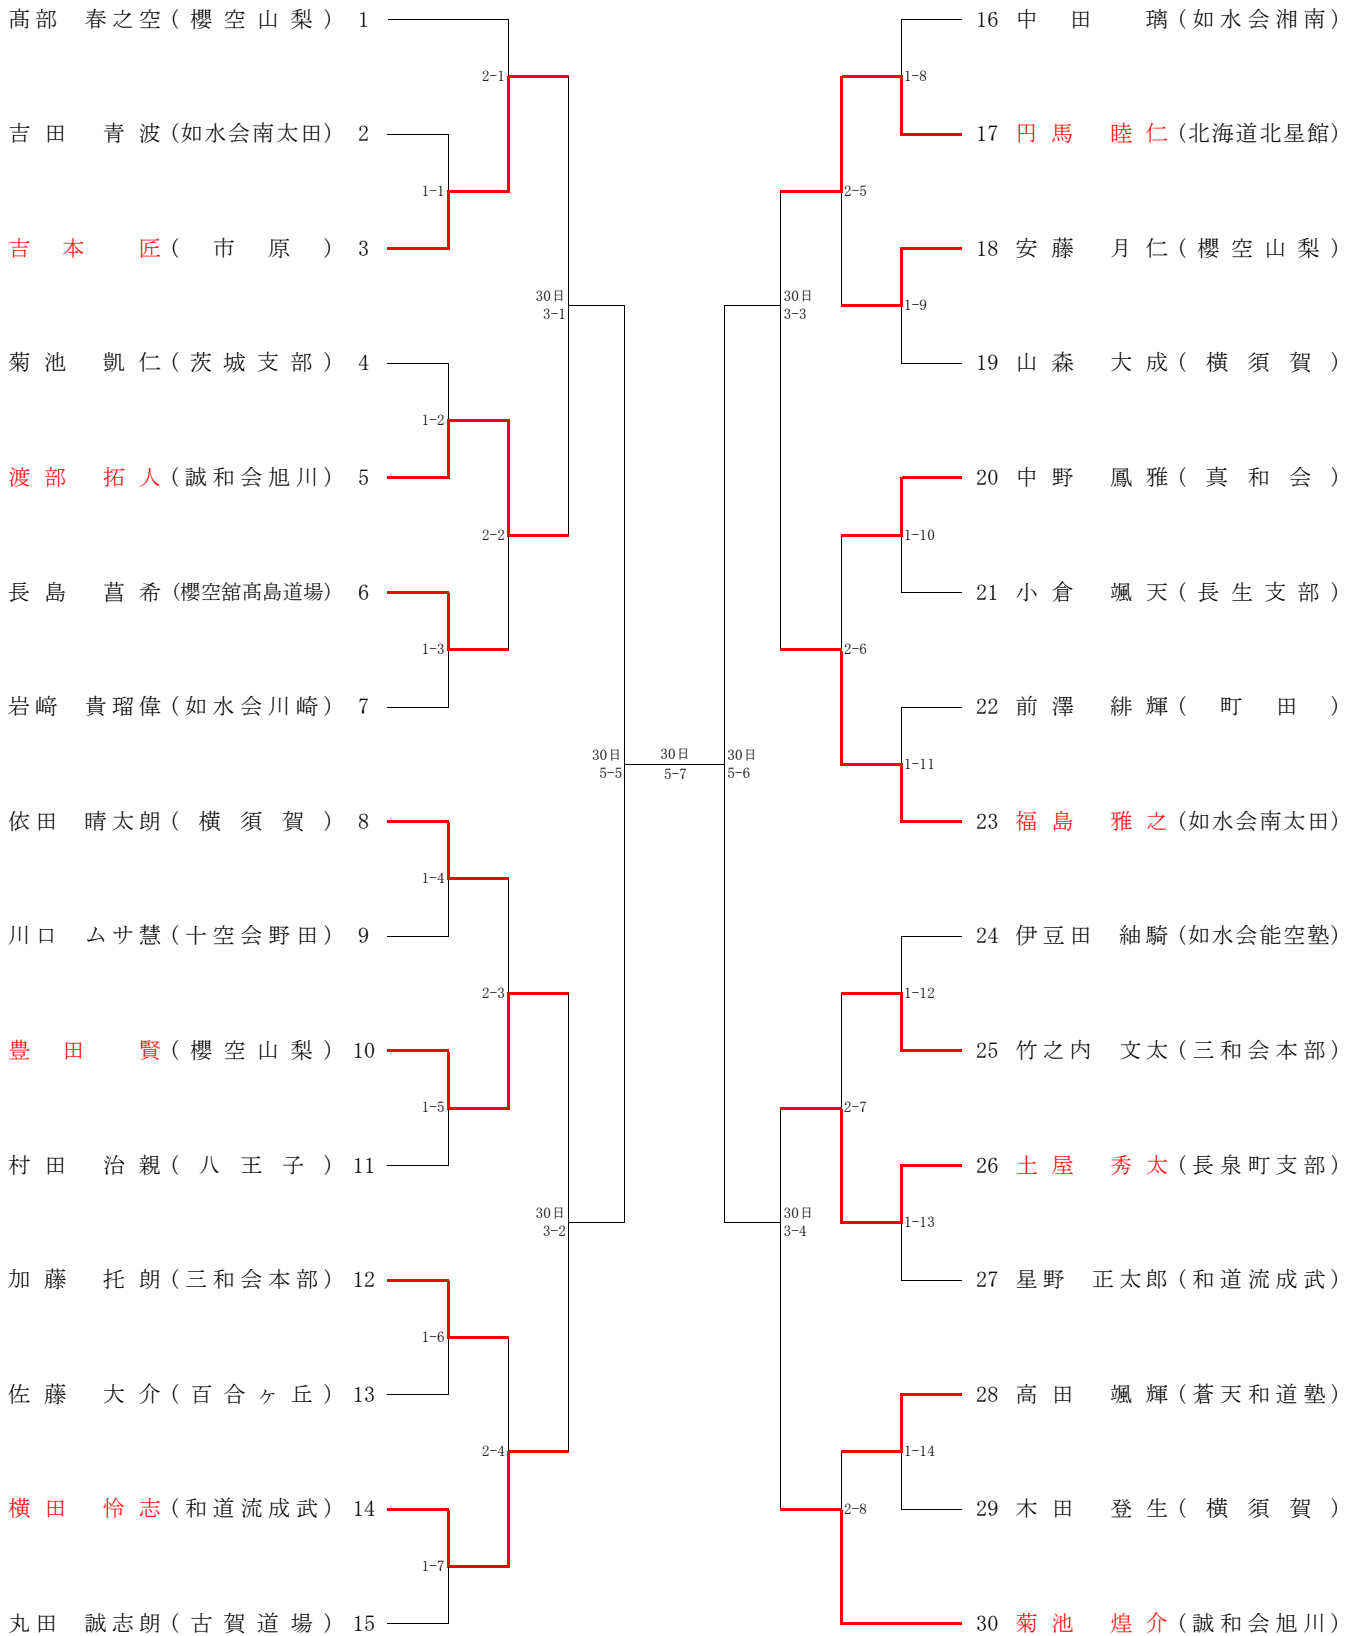 髙部 春之空 (櫻空山梨) 1
2-1
吉田 青波 (如水会南太田) 2
1-1
吉本 匠 (市原) 3
30日
3-1
菊池 凱仁 (茨城支部) 4
1-2
渡部 拓人 (誠和会旭川) 5
2-2
長島 菖希 (櫻空舘髙島道場) 6
1-3
岩﨑 貴瑠偉 (如水会川崎) 7
30日
5-5
依田 晴太朗 (横須賀) 8
1-4
川口 ムサ慧 (十空会野田) 9
2-3
豊田 賢 (櫻空山梨) 10
1-5
村田 治親 (八王子) 11
30日
3-2
加藤 托朗 (三和会本部) 12
1-6
佐藤 大介 (百合ヶ丘) 13
2-4
横田 怜志 (和道流成武) 14
1-7
丸田 誠志朗 (古賀道場) 15
30日
5-7
16 中田 璃 (如水会湘南)
1-8
17 円馬 睦仁 (北海道北星館)
2-5
18 安藤 月仁 (櫻空山梨)
30日
3-3
1-9
19 山森 大成 (横須賀)
20 中野 鳳雅 (真和会)
1-10
21 小倉 颯天 (長生支部)
2-6
22 前澤 緋輝 (町田)
30日
5-6
1-11
23 福島 雅之 (如水会南太田)
24 伊豆田 紬騎 (如水会能空塾)
1-12
25 竹之内 文太 (三和会本部)
2-7
26 土屋 秀太 (長泉町支部)
30日
3-4
1-13
27 星野 正太郎 (和道流成武)
28 高田 颯輝 (蒼天和道塾)
1-14
29 木田 登生 (横須賀)
2-8
30 菊池 煌介 (誠和会旭川)